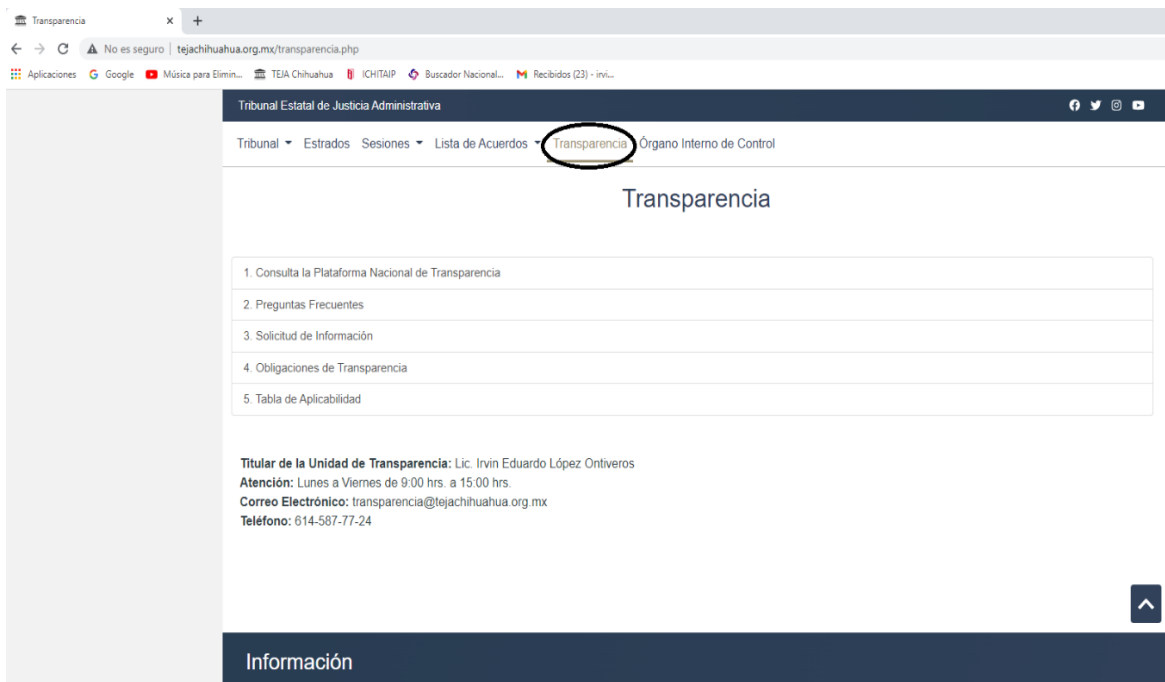 Transparencia
No es seguro | tejachihuahua.org.mx/transparencia.php
Aplicaciones Google Música para Elimin... TEJA Chihuahua ICHITAIP Buscador Nacional... Recibidos (23) - irvi...
Tribunal Estatal de Justicia Administrativa
Tribunal Estrados Sesiones Lista de Acuerdos Transparencia Órgano Interno de Control
Transparencia
1. Consulta la Plataforma Nacional de Transparencia
2. Preguntas Frecuentes
3. Solicitud de Información
4. Obligaciones de Transparencia
5. Tabla de Aplicabilidad
Titular de la Unidad de Transparencia: Lic. Irvin Eduardo López Ontiveros
Atención: Lunes a Viernes de 9:00 hrs. a 15:00 hrs.
Correo Electrónico: transparencia@tejachihuahua.org.mx
Teléfono: 614-587-77-24
Información